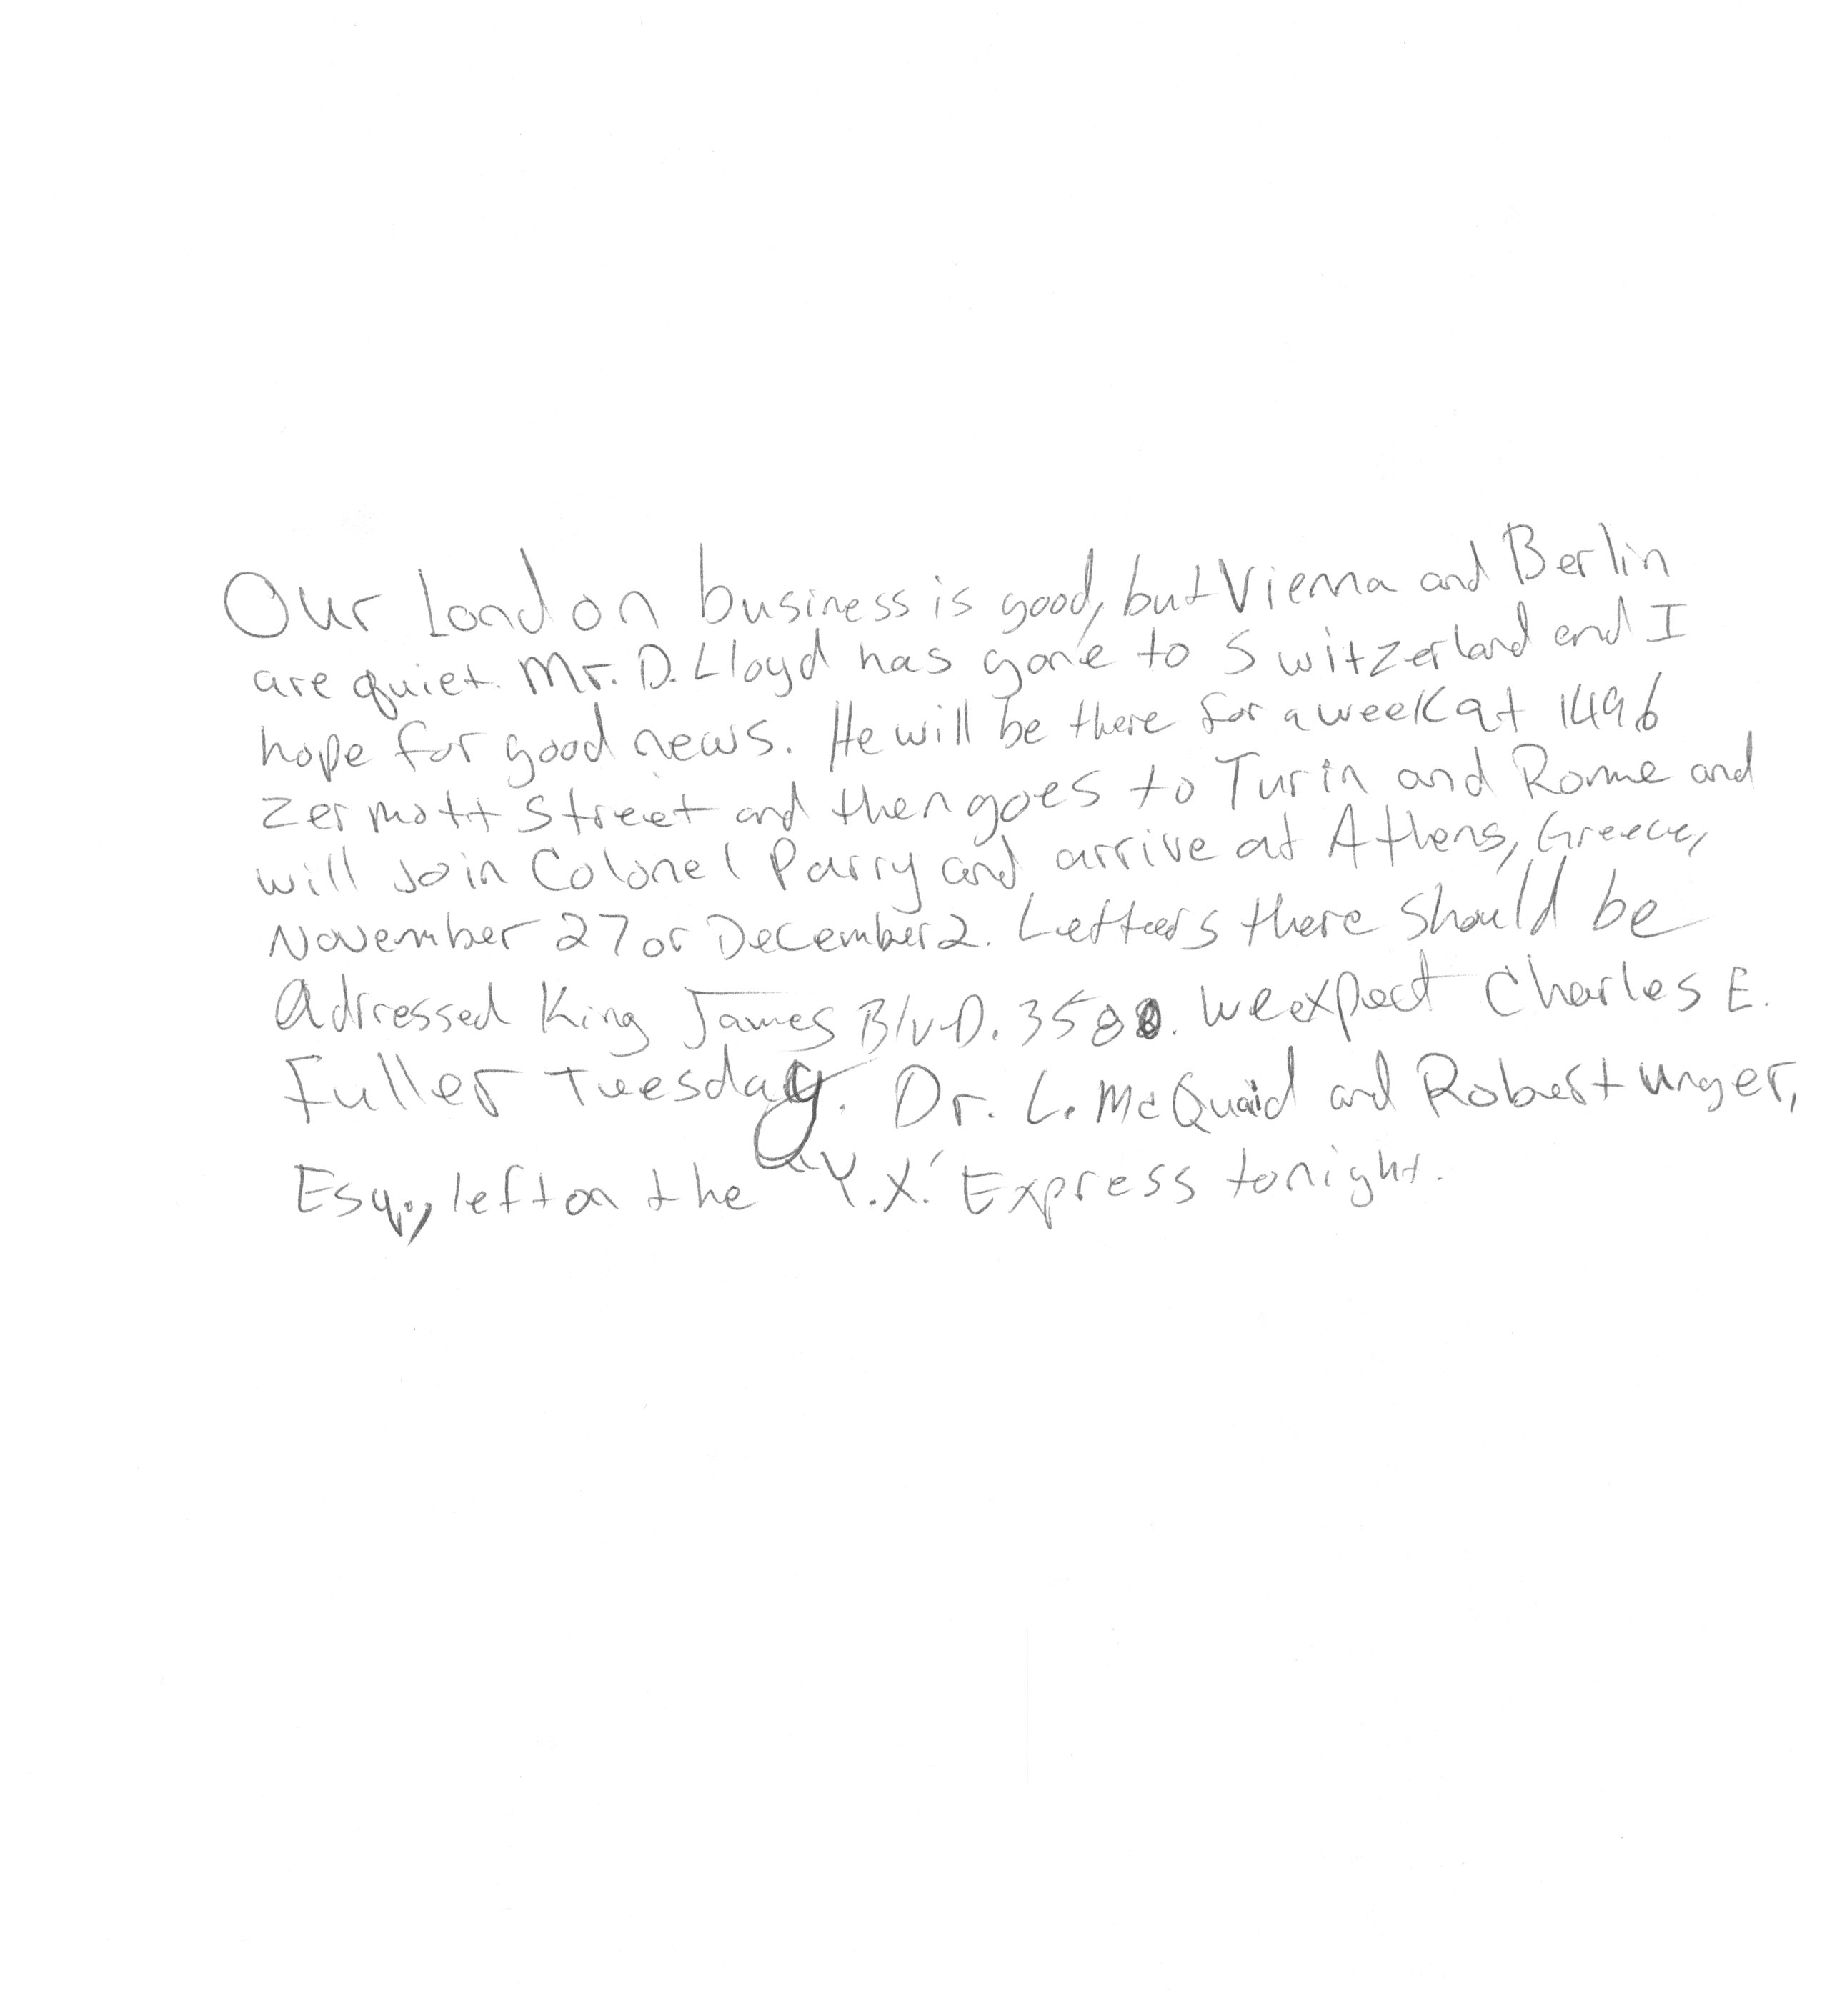 Our London business is good, but Vienna and Berlin
are quiet. Mr. D. Lloyd has gone to Switzerland and I
hope for good news. He will be there for a week at 1496
Zermott Street and then goes to Turin and Rome and
will join Colonel Parry and arrive at Athens, Greece,
November 27 or December 2. Letters there should be
Adressed King James Blvd. 3580. We expect Charles E.
Fuller Tuesday. Dr. L. McQuaid and Robert Unger,
Esq., left on the "Y.X." Express tonight.